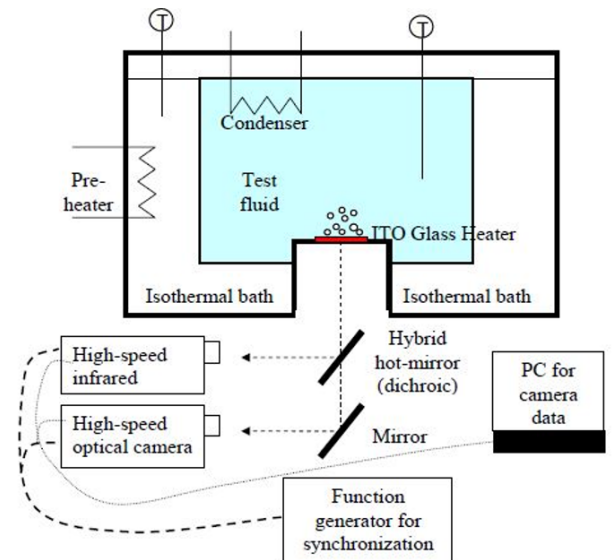 T
T
Condenser
Pre-
heater
Test
fluid
ITO Glass Heater
Isothermal bath
Isothermal bath
High-speed
infrared
Hybrid
hot-mirror
(dichroic)
PC for
camera
data
High-speed
optical camera
Mirror
Function
generator for
synchronization